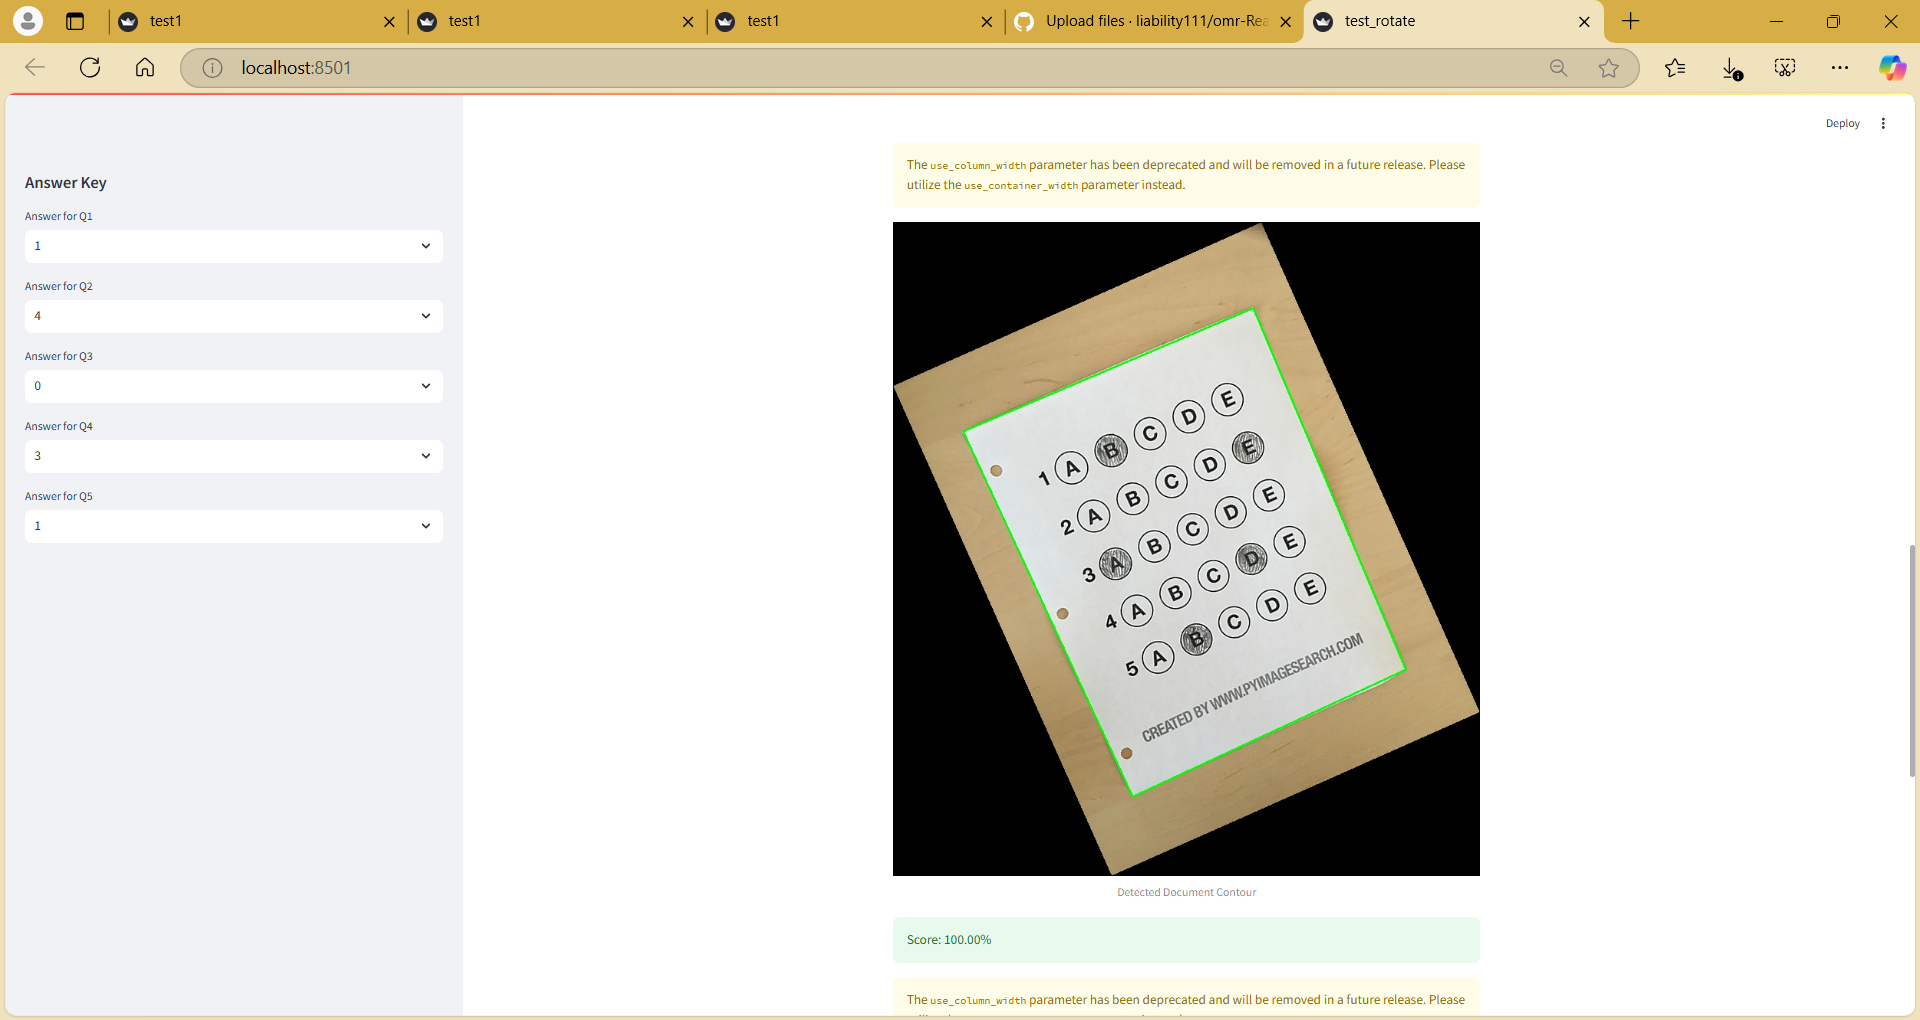 test1
test1
test1
Upload files · liability111/omr-Rea
test_rotate
localhost:8501
Deploy
Answer Key
Answer for Q1
1
Answer for Q2
4
Answer for Q3
0
Answer for Q4
3
Answer for Q5
1
The use_column_width parameter has been deprecated and will be removed in a future release. Please
utilize the use_container_width parameter instead.
1 A B C D E
2 A B C D E
3 A B C D E
4 A B C D E
5 A B C D E
CREATED BY WWW.PYIMAGESEARCH.COM
Detected Document Contour
Score: 100.00%
The use_column_width parameter has been deprecated and will be removed in a future release. Please